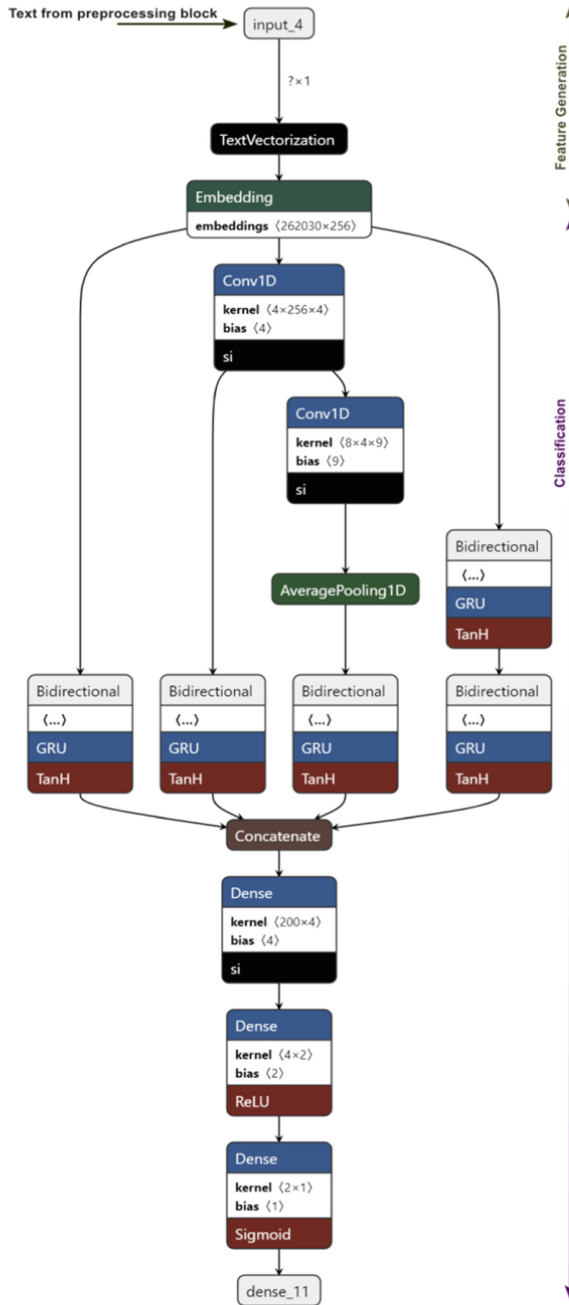 Text from preprocessing block
input_4
?×1
TextVectorization
Embedding
embeddings ⟨262030×256⟩
Conv1D
kernel ⟨4×256×4⟩
bias ⟨4⟩
si
Conv1D
kernel ⟨8×4×9⟩
bias ⟨9⟩
si
AveragePooling1D
Bidirectional
⟨...⟩
GRU
TanH
Bidirectional
⟨...⟩
GRU
TanH
Bidirectional
⟨...⟩
GRU
TanH
Bidirectional
⟨...⟩
GRU
TanH
Bidirectional
⟨...⟩
GRU
TanH
Concatenate
Dense
kernel ⟨200×4⟩
bias ⟨4⟩
si
Dense
kernel ⟨4×2⟩
bias ⟨2⟩
ReLU
Dense
kernel ⟨2×1⟩
bias ⟨1⟩
Sigmoid
dense_11
Feature Generation
Classification